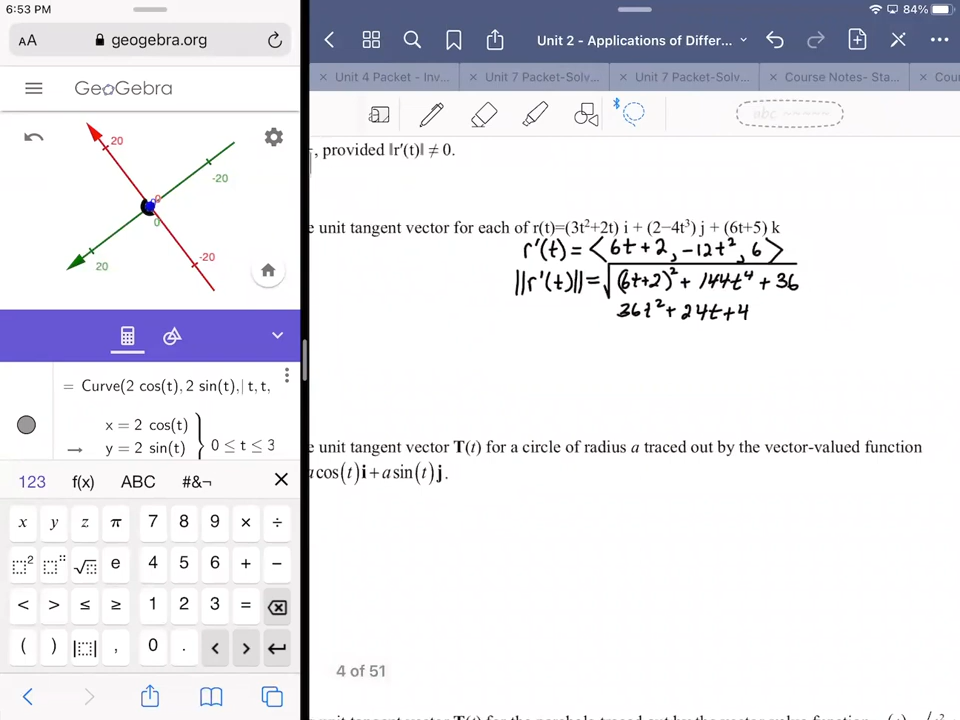 6:53 PM
84%
AA geogebra.org
Unit 2 - Applications of Differ...
Unit 4 Packet - Inv...
Unit 7 Packet-Solv...
Unit 7 Packet-Solv...
Course Notes- Sta...
Cou
GeoGebra
abc
, provided ‖r′(t)‖ ≠ 0.
20
-20
0
0
20
-20
e unit tangent vector for each of r(t)=(3t²+2t) i + (2−4t³) j + (6t+5) k
r'(t) = <6t+2, -12t², 6>
||r'(t)|| = √(6t+2)² + 144t⁴ + 36
36t² + 24t + 4
= Curve(2 cos(t), 2 sin(t),| t, t,
x = 2 cos(t)
→ y = 2 sin(t) } 0 ≤ t ≤ 3
e unit tangent vector T(t) for a circle of radius a traced out by the vector-valued function
a cos(t)i + a sin(t)j.
123 f(x) ABC #&¬ ×
x y z π 7 8 9 × ÷
□² □□ √□ e 4 5 6 + −
< > ≤ ≥ 1 2 3 =
( ) |□| , 0 . < >
4 of 51